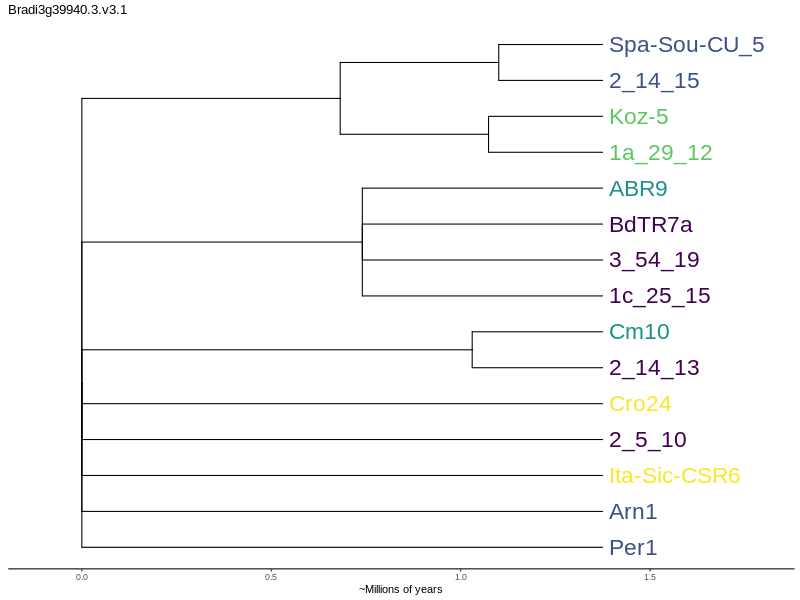 Bradi3g39940.3.v3.1
Spa-Sou-CU_5
2_14_15
Koz-5
1a_29_12
ABR9
BdTR7a
3_54_19
1c_25_15
Cm10
2_14_13
Cro24
2_5_10
Ita-Sic-CSR6
Arn1
Per1
0.0 0.5 1.0 1.5
~Millions of years